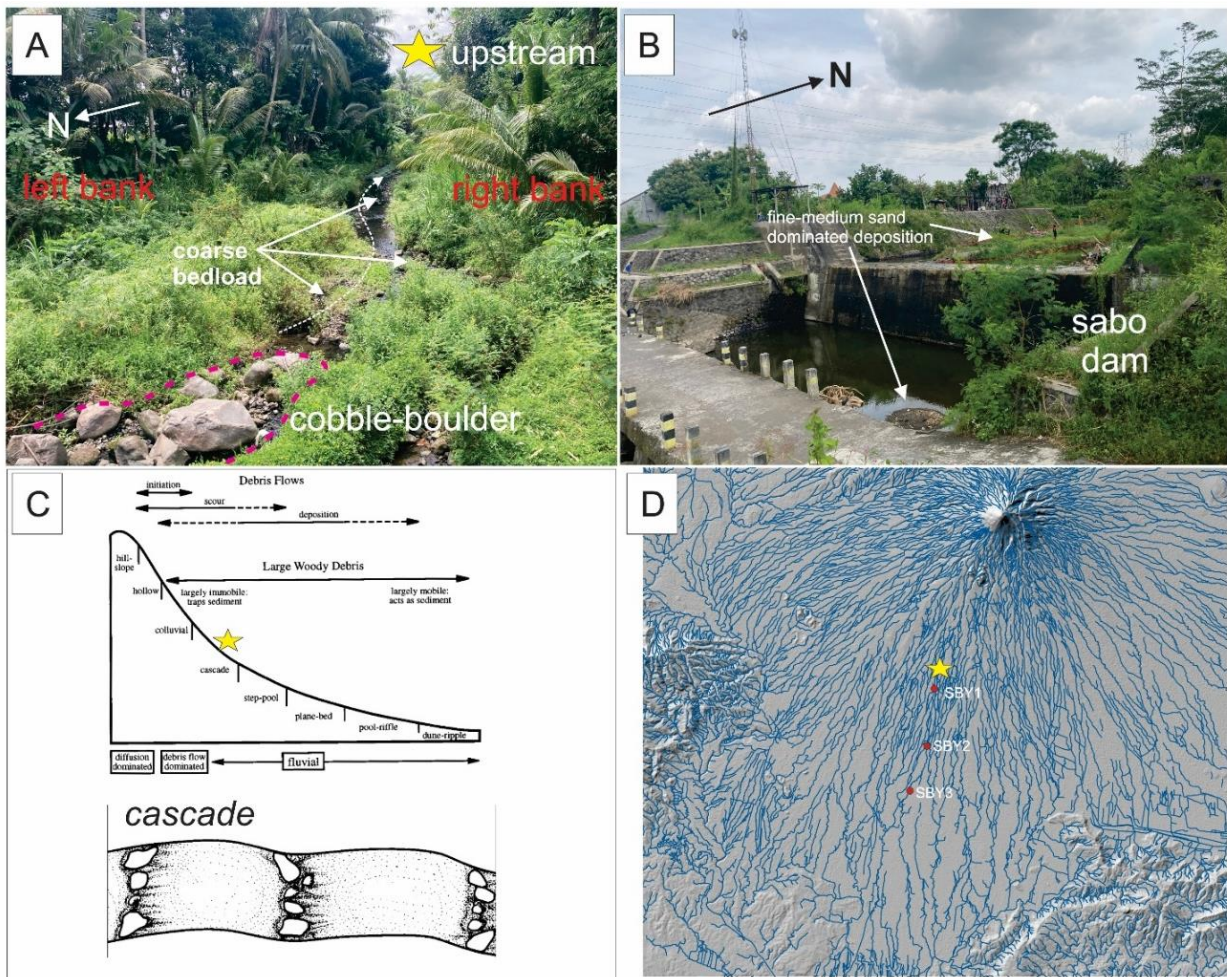 A
upstream
N
left bank
right bank
coarse
bedload
cobble-boulder
B
N
fine-medium sand
dominated deposition
sabo
dam
C
Debris Flows
initiation
scour
deposition
hill-
slope
Large Woody Debris
hollow
largely immobile:
traps sediment
largely mobile:
acts as sediment
colluvial
cascade
step-pool
plane-bed
pool-riffle
dune-ripple
diffusion
dominated
debris flow
dominated
fluvial
cascade
D
SBY1
SBY2
SBY3